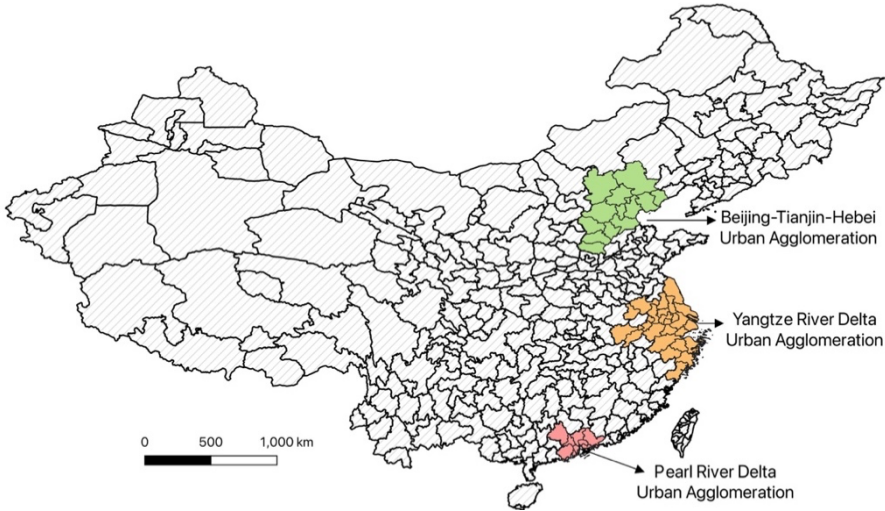 Beijing-Tianjin-Hebei
Urban Agglomeration
Yangtze River Delta
Urban Agglomeration
0 500 1,000 km
Pearl River Delta
Urban Agglomeration